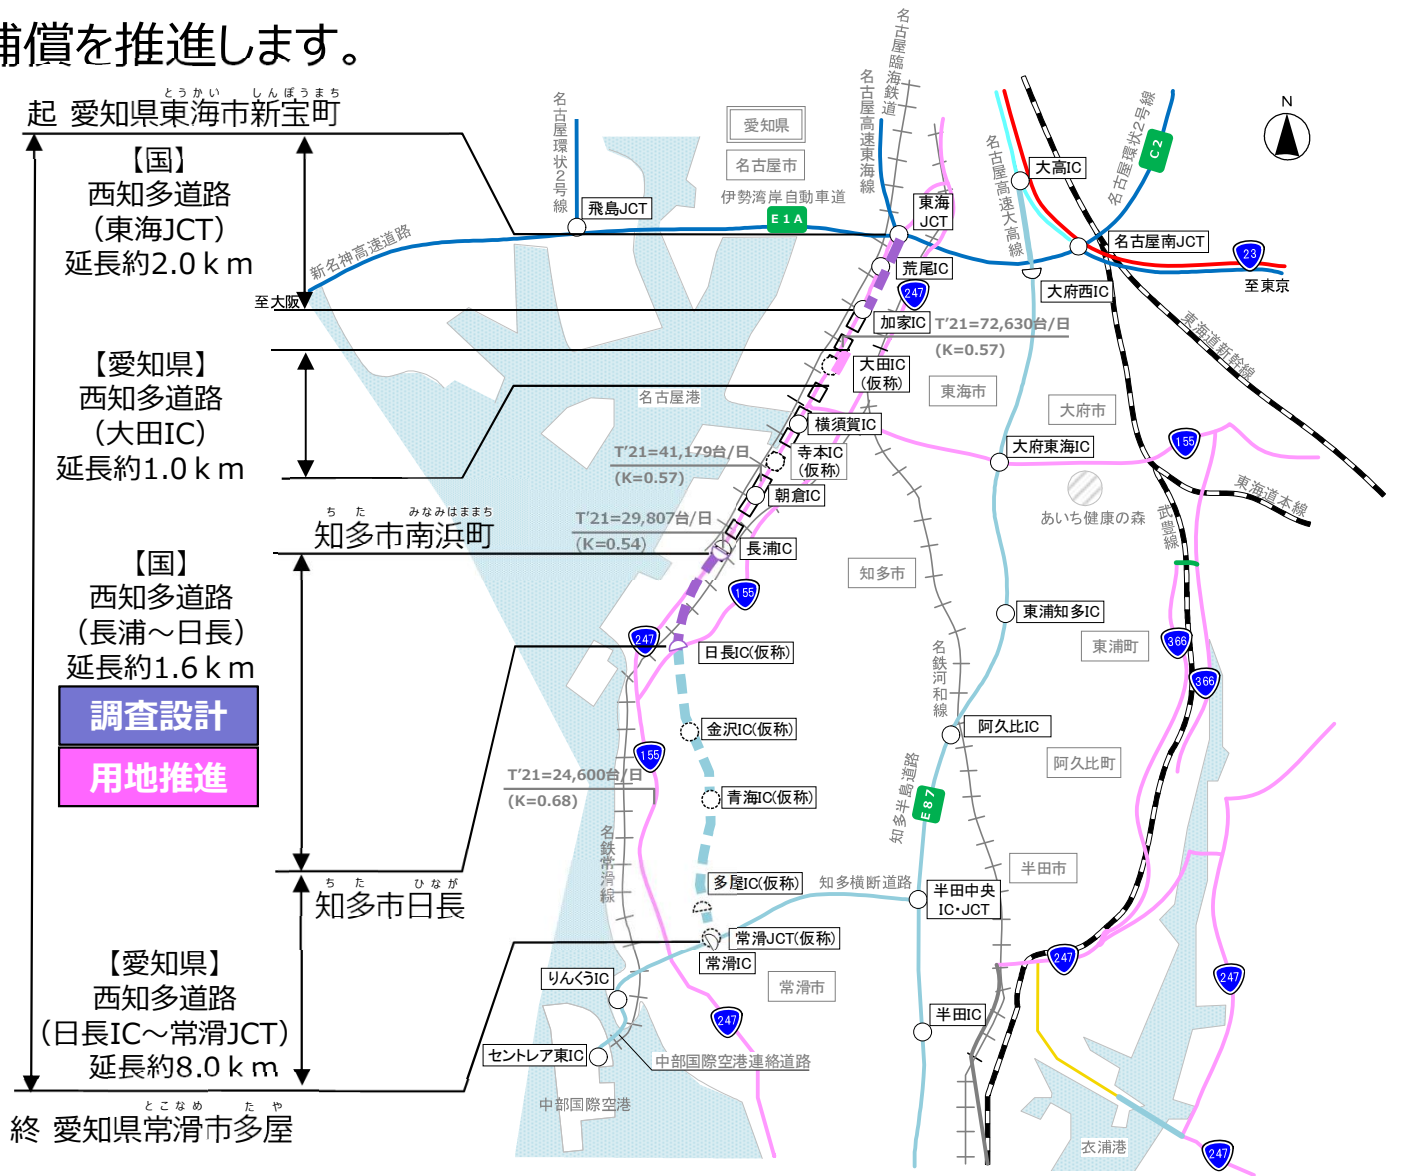 補償を推進します。
とうかい しんぽうまち
起 愛知県東海市新宝町
【国】
西知多道路
（東海JCT）
延長約2.0ｋｍ
【愛知県】
西知多道路
（大田IC）
延長約1.0ｋｍ
ち た みなみはままち
知多市南浜町
【国】
西知多道路
（長浦～日長）
延長約1.6ｋｍ
調査設計
用地推進
ち た ひなが
知多市日長
【愛知県】
西知多道路
（日長IC～常滑JCT）
延長約8.0ｋｍ
とこなめ た や
終 愛知県常滑市多屋
名古屋臨海鉄道
名古屋高速東海線
名古屋環状２号線
愛知県
名古屋市
伊勢湾岸自動車道
E1A
飛島JCT
東海
JCT
名古屋高速大高線
大高IC
名古屋環状2号線
C2
N
新名神高速道路
至大阪
荒尾IC
247
名古屋南JCT
23
至東京
大府西IC
加家IC
T'21=72,630台/日
(K=0.57)
東海道新幹線
大田IC
(仮称)
名古屋港
東海市
大府市
横須賀IC
T'21=41,179台/日
(K=0.57)
寺本IC
(仮称)
大府東海IC
155
朝倉IC
あいち健康の森
東海道本線
武豊線
T'21=29,807台/日
(K=0.54)
長浦IC
知多市
155
東浦知多IC
247
日長IC(仮称)
366
東浦町
366
名鉄河和線
金沢IC(仮称)
阿久比IC
155
阿久比町
T'21=24,600台/日
(K=0.68)
青海IC(仮称)
知多半島道路
E87
名鉄常滑線
半田市
多屋IC(仮称)
知多横断道路
半田中央
IC・JCT
常滑JCT(仮称)
常滑IC
247
りんくうIC
常滑市
247
247
半田IC
セントレア東IC
中部国際空港連絡道路
中部国際空港
衣浦港
247